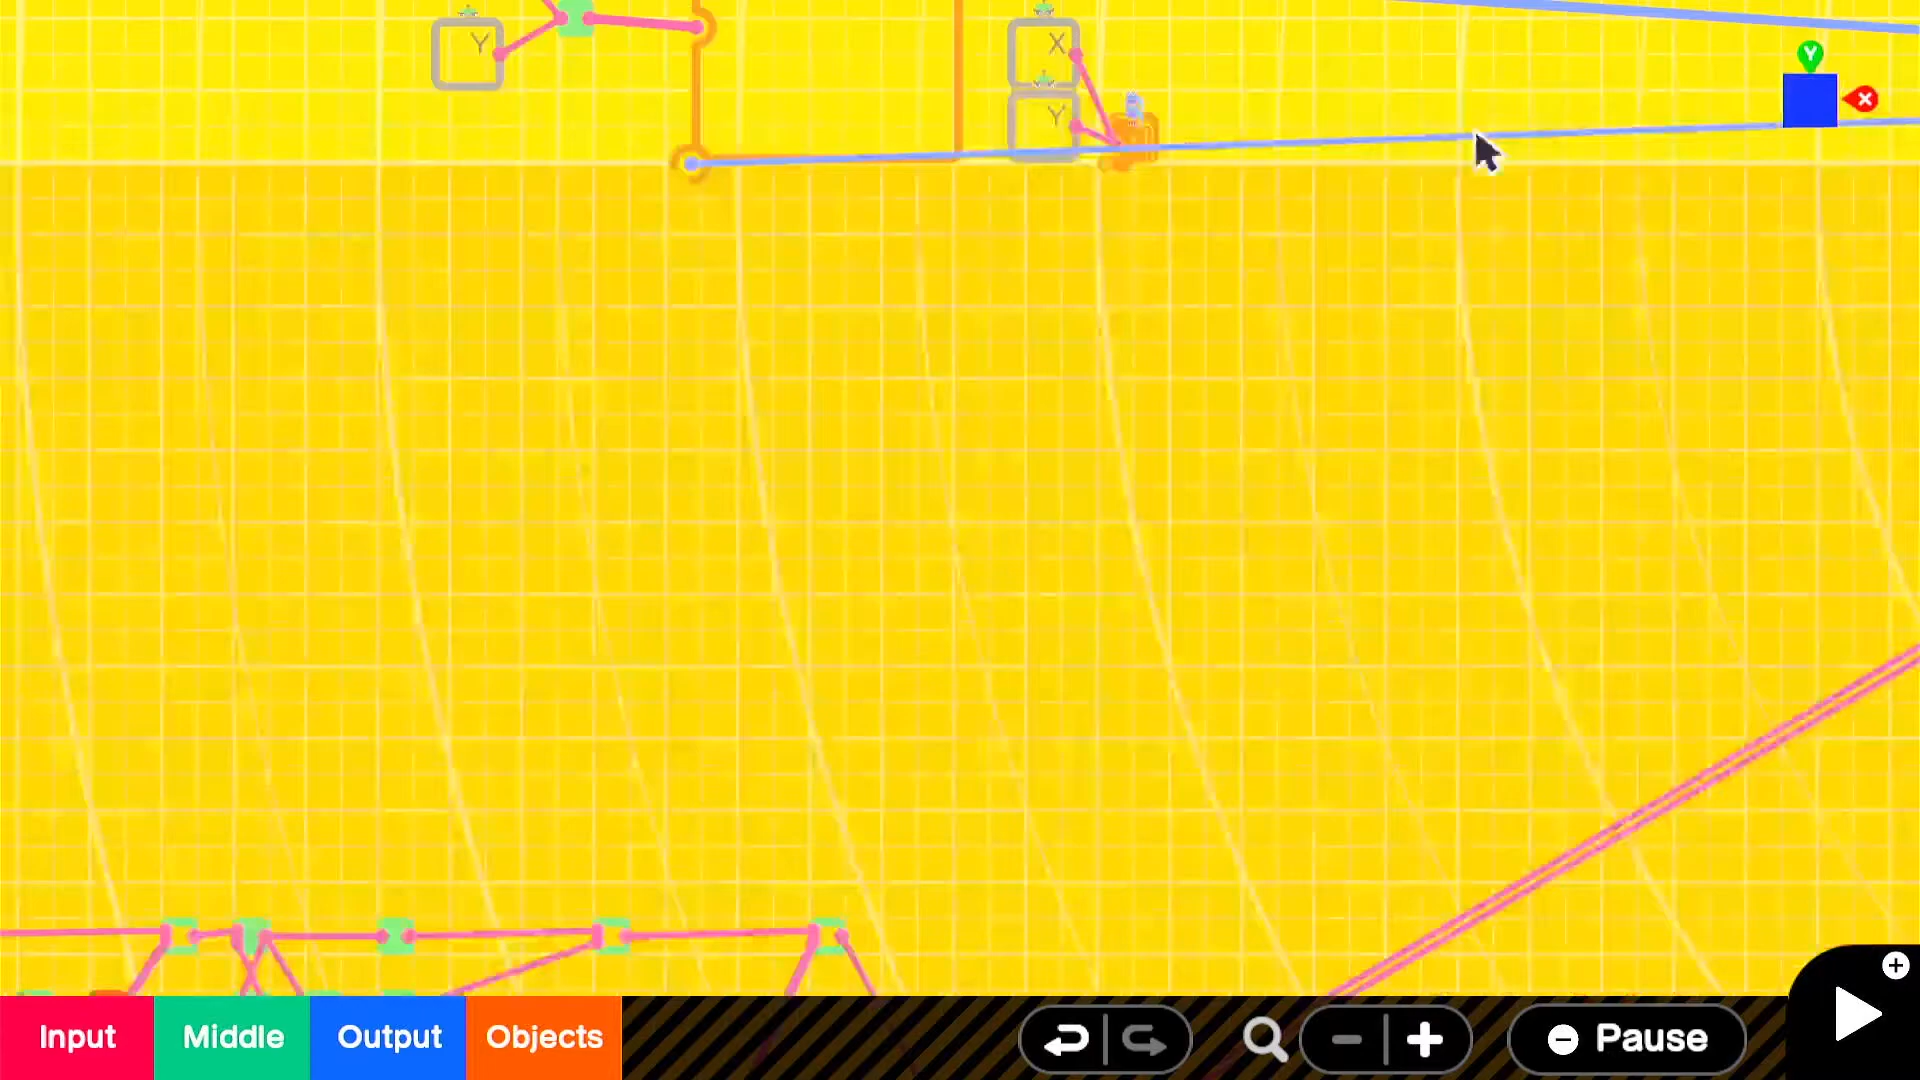 Y
X
Y
Y
X
Input
Middle
Output
Objects
Pause